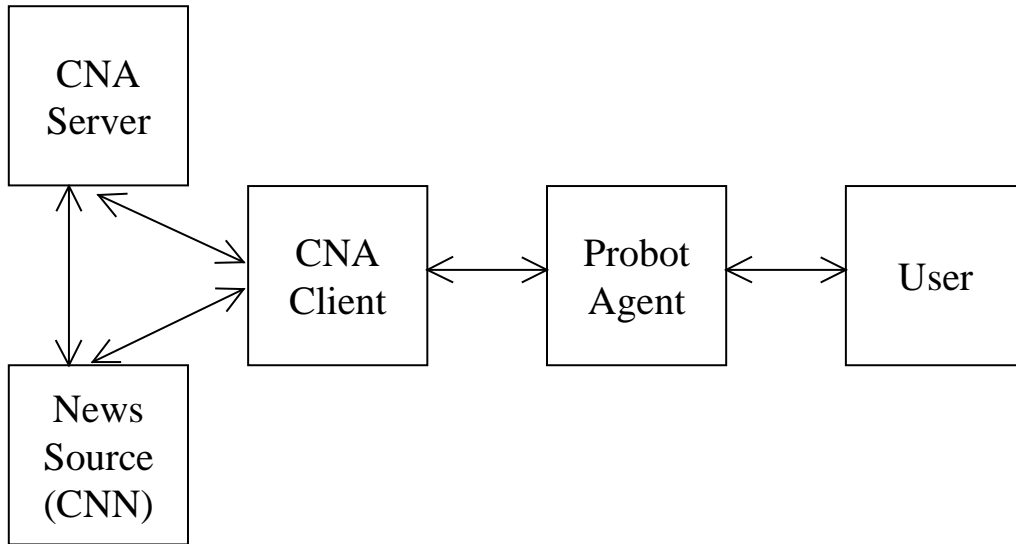 CNA
Server
CNA
Client
Probot
Agent
User
News
Source
(CNN)